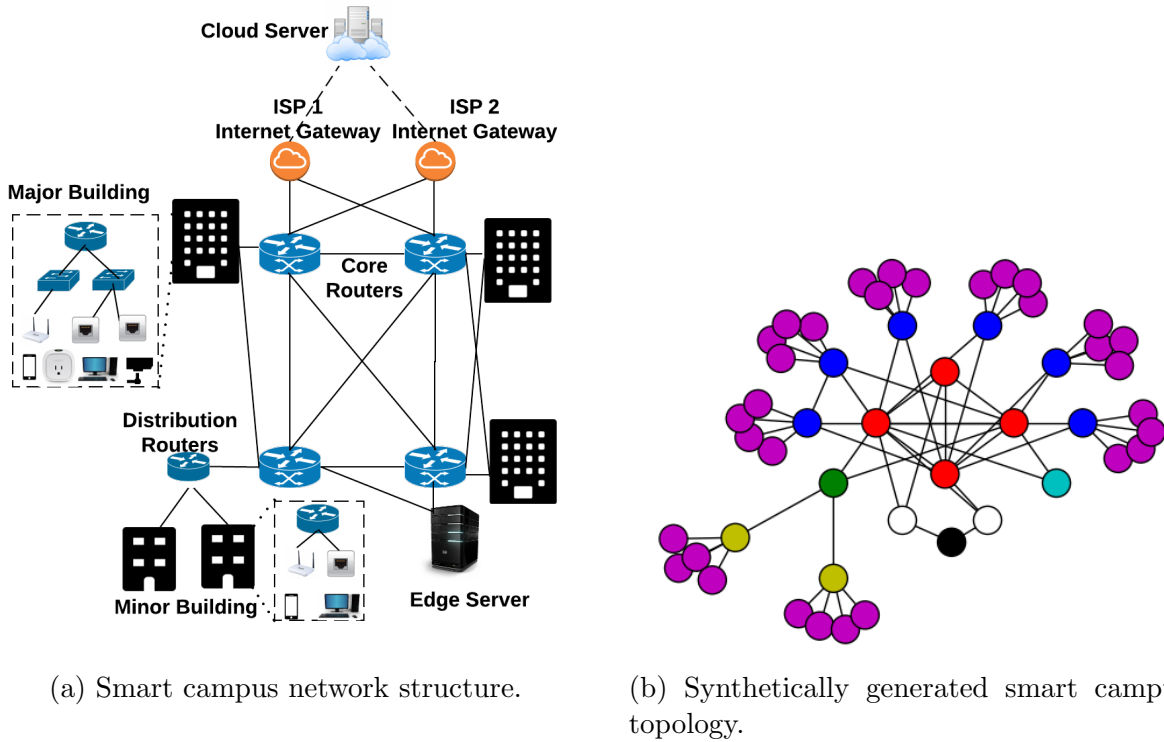 Cloud Server
ISP 1
Internet Gateway
ISP 2
Internet Gateway
Major Building
Core
Routers
Distribution
Routers
Minor Building
Edge Server
(a) Smart campus network structure.
(b) Synthetically generated smart campu
topology.